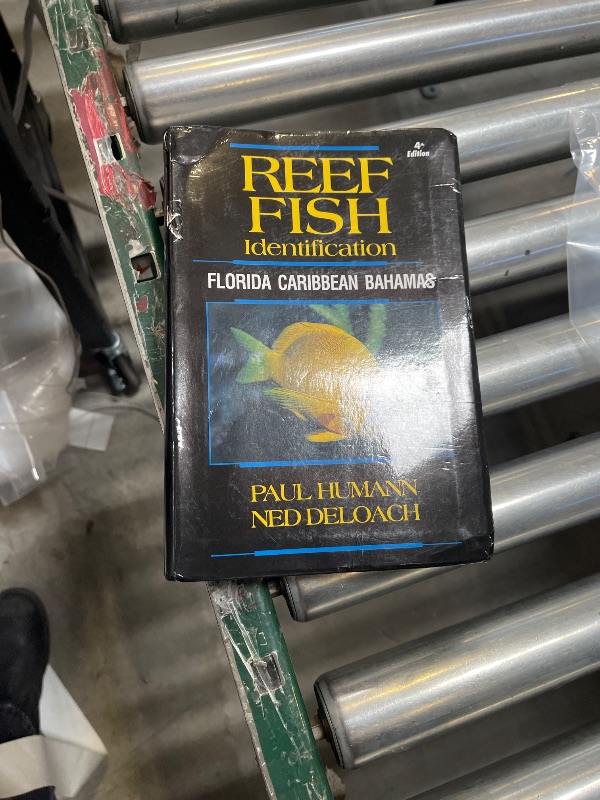 4th
Edition
REEF
FISH
Identification
FLORIDA CARIBBEAN BAHAMAS
PAUL HUMANN
NED DELOACH